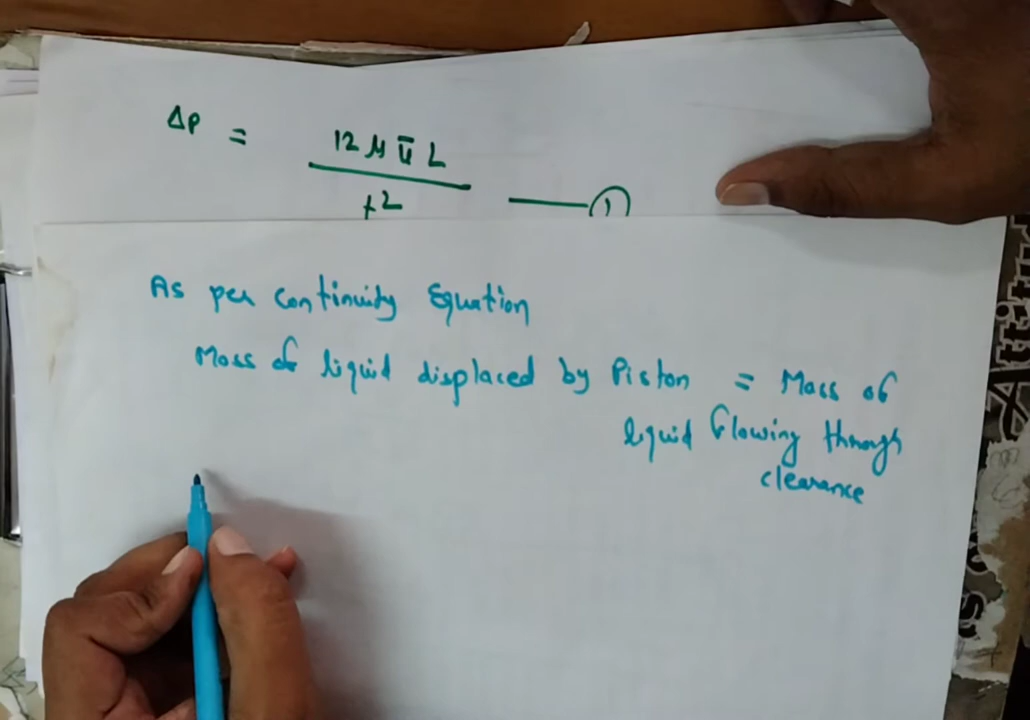 ΔP = 12 μ ū L
t² — ①
As per continuity Equation
Mass of liquid displaced by Piston = Mass of
liquid flowing through
clearance
Attitu